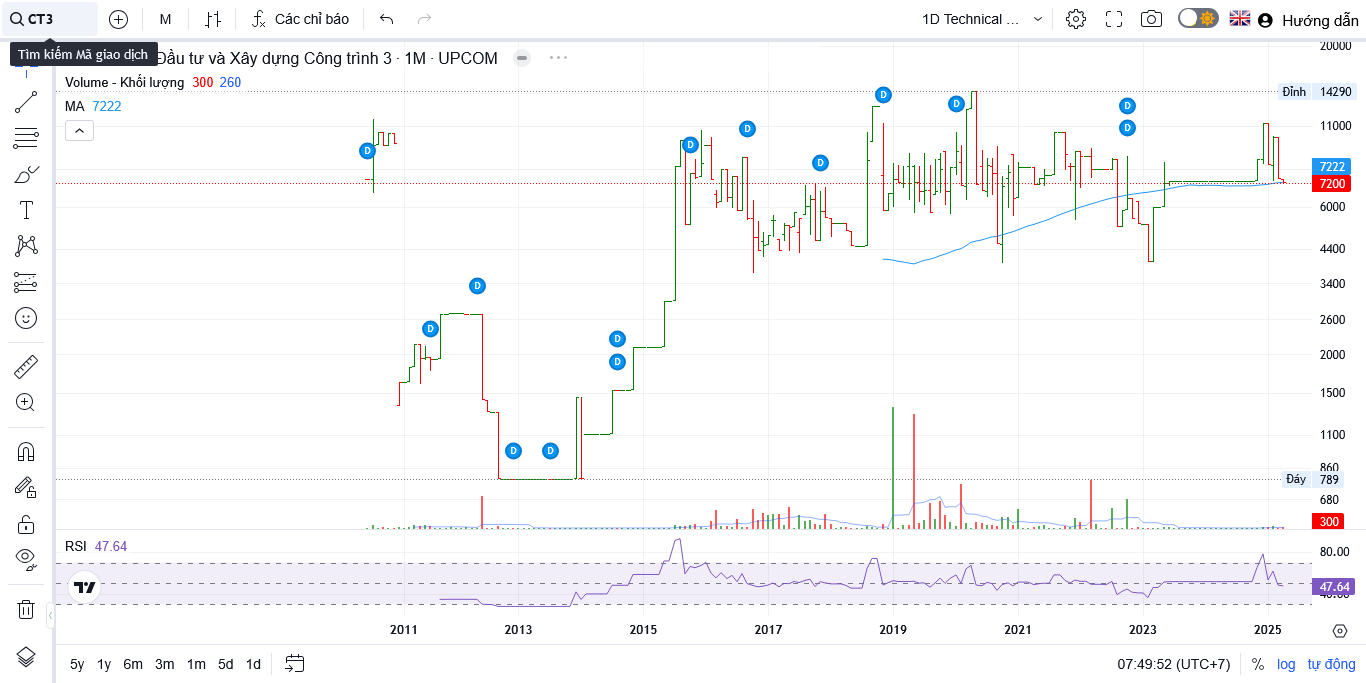 CT3
M
Các chỉ báo
1D Technical ...
Hướng dẫn
Tìm kiếm Mã giao dịch
Đầu tư và Xây dựng Công trình 3 · 1M · UPCOM
Volume - Khối lượng 300 260
MA 7222
20000
Đỉnh 14290
11000
7222
7200
6000
4400
3400
2600
2000
1500
1100
860
Đáy 789
680
300
D
D
D
D
D
D
D
D
D
D
D
D
D
D
RSI 47.64
80.00
47.64
40.00
2011 2013 2015 2017 2019 2021 2023 2025
5y 1y 6m 3m 1m 5d 1d
07:49:52 (UTC+7) % log tự động